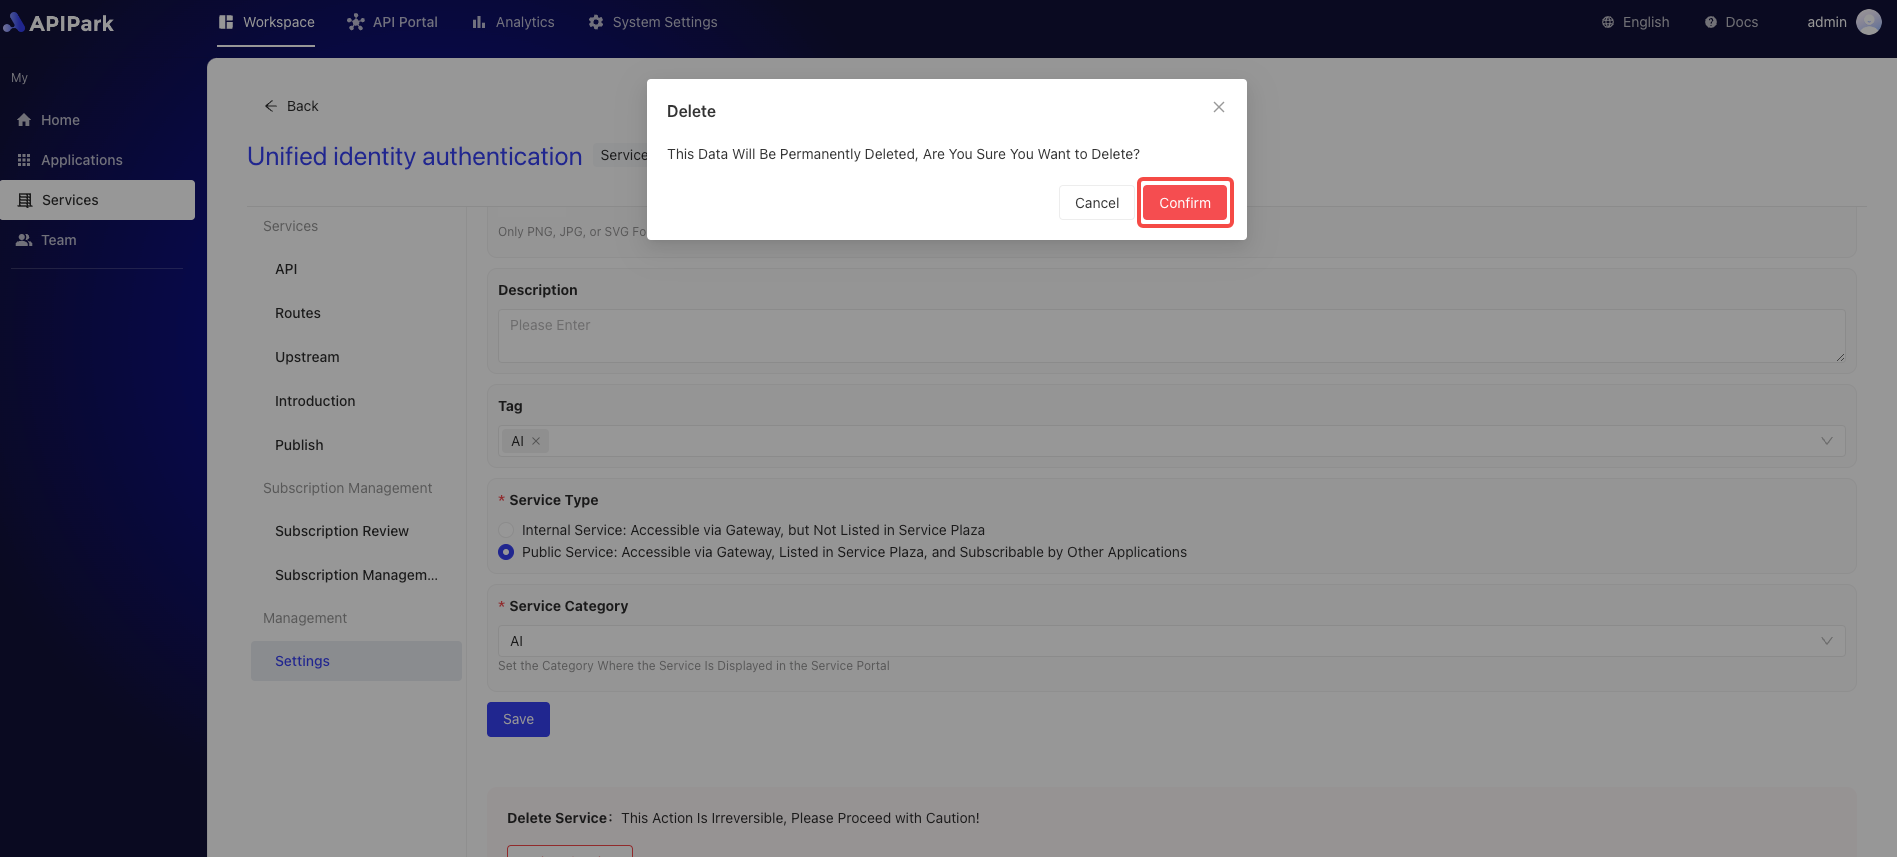 APIPark
Workspace
API Portal
Analytics
System Settings
English
Docs
admin
My
Home
Applications
Services
Team
Back
Unified identity authentication
Service
Delete
This Data Will Be Permanently Deleted, Are You Sure You Want to Delete?
Cancel
Confirm
Services
API
Routes
Upstream
Introduction
Publish
Subscription Management
Subscription Review
Subscription Managem...
Management
Settings
Only PNG, JPG, or SVG Fo
Description
Please Enter
Tag
AI
* Service Type
Internal Service: Accessible via Gateway, but Not Listed in Service Plaza
Public Service: Accessible via Gateway, Listed in Service Plaza, and Subscribable by Other Applications
* Service Category
AI
Set the Category Where the Service Is Displayed in the Service Portal
Save
Delete Service: This Action Is Irreversible, Please Proceed with Caution!